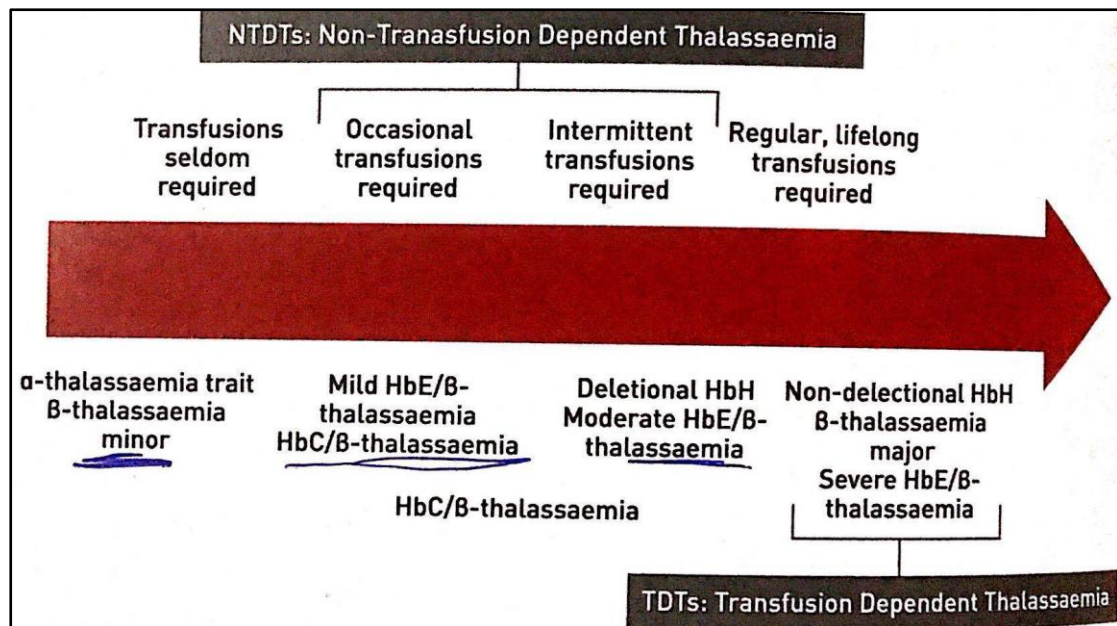 NTDTs: Non-Tranasfusion Dependent Thalassaemia
Transfusions
seldom
required
Occasional
transfusions
required
Intermittent
transfusions
required
Regular, lifelong
transfusions
required
α-thalassaemia trait
β-thalassaemia
minor
Mild HbE/β-
thalassaemia
HbC/β-thalassaemia
Deletional HbH
Moderate HbE/β-
thalassaemia
HbC/β-thalassaemia
Non-delectional HbH
β-thalassaemia
major
Severe HbE/β-
thalassaemia
TDTs: Transfusion Dependent Thalassaemia